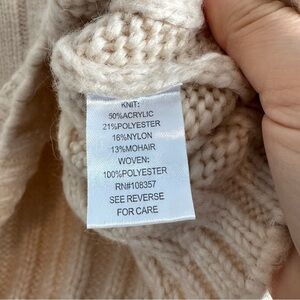 KNIT:
50%ACRYLIC
21%POLYESTER
16%NYLON
13%MOHAIR
WOVEN:
100%POLYESTER
RN#108357
SEE REVERSE
FOR CARE